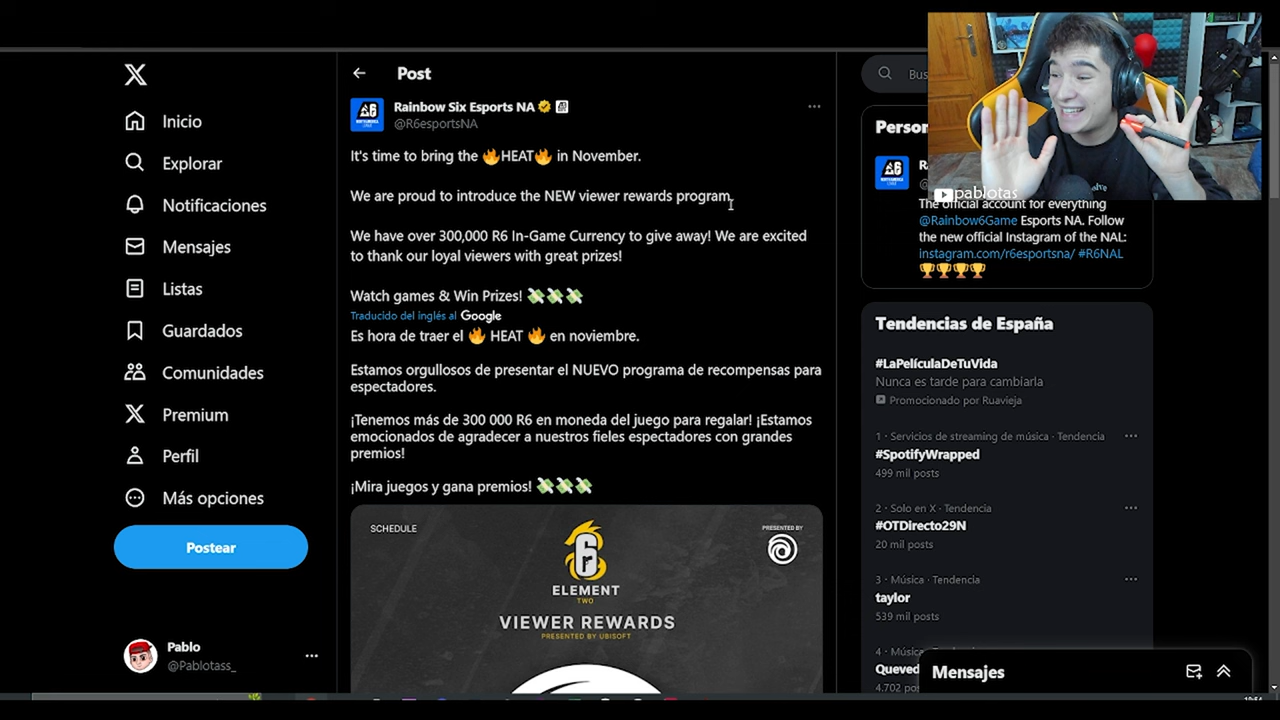 Inicio
Explorar
Notificaciones
Mensajes
Listas
Guardados
Comunidades
Premium
Perfil
Más opciones
Postear
Pablo
@Pablotass_
Post
Rainbow Six Esports NA
@R6esportsNA
It's time to bring the 🔥HEAT🔥 in November.
We are proud to introduce the NEW viewer rewards program.
We have over 300,000 R6 In-Game Currency to give away! We are excited
to thank our loyal viewers with great prizes!
Watch games & Win Prizes! 💸💸💸
Traducido del inglés al Google
Es hora de traer el 🔥 HEAT 🔥 en noviembre.
Estamos orgullosos de presentar el NUEVO programa de recompensas para
espectadores.
¡Tenemos más de 300 000 R6 en moneda del juego para regalar! ¡Estamos
emocionados de agradecer a nuestros fieles espectadores con grandes
premios!
¡Mira juegos y gana premios! 💸💸💸
SCHEDULE
PRESENTED BY
6
ELEMENT
TWO
VIEWER REWARDS
PRESENTED BY UBISOFT
pablotas
The official account for everything
@Rainbow6Game Esports NA. Follow
the new official Instagram of the NAL:
instagram.com/r6esportsna/ #R6NAL
🏆🏆🏆🏆
Tendencias de España
#LaPelículaDeTuVida
Nunca es tarde para cambiarla
Promocionado por Ruavieja
1 · Servicios de streaming de música · Tendencia
#SpotifyWrapped
499 mil posts
2 · Solo en X · Tendencia
#OTDirecto29N
20 mil posts
3 · Música · Tendencia
taylor
539 mil posts
Mensajes